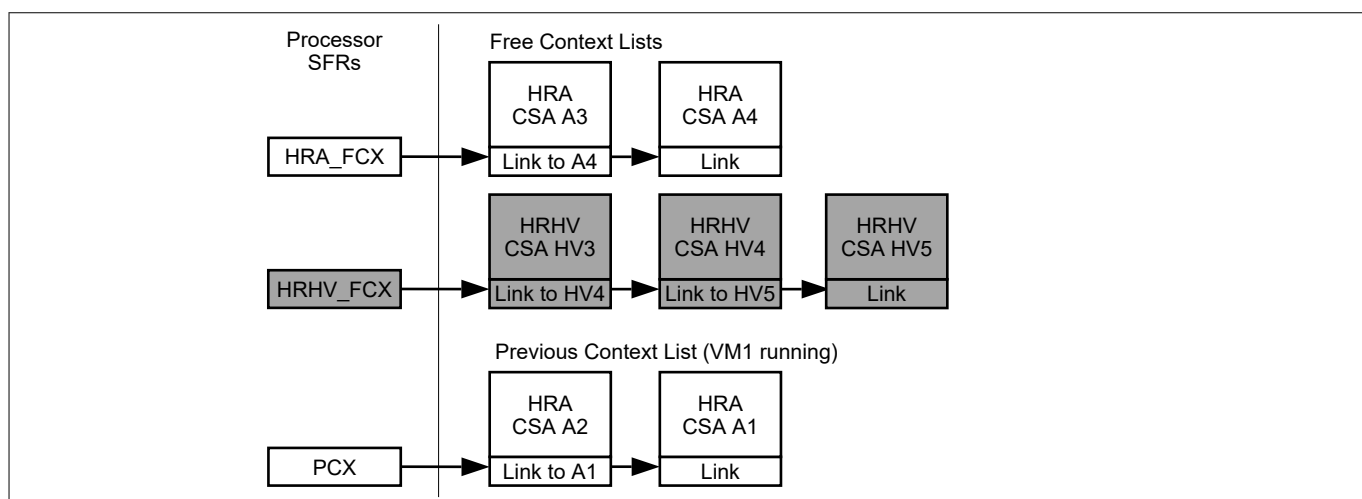 Processor
SFRs
Free Context Lists
HRA
CSA A3
HRA
CSA A4
HRA_FCX
Link to A4
Link
HRHV
CSA HV3
HRHV
CSA HV4
HRHV
CSA HV5
HRHV_FCX
Link to HV4
Link to HV5
Link
Previous Context List (VM1 running)
HRA
CSA A2
HRA
CSA A1
PCX
Link to A1
Link